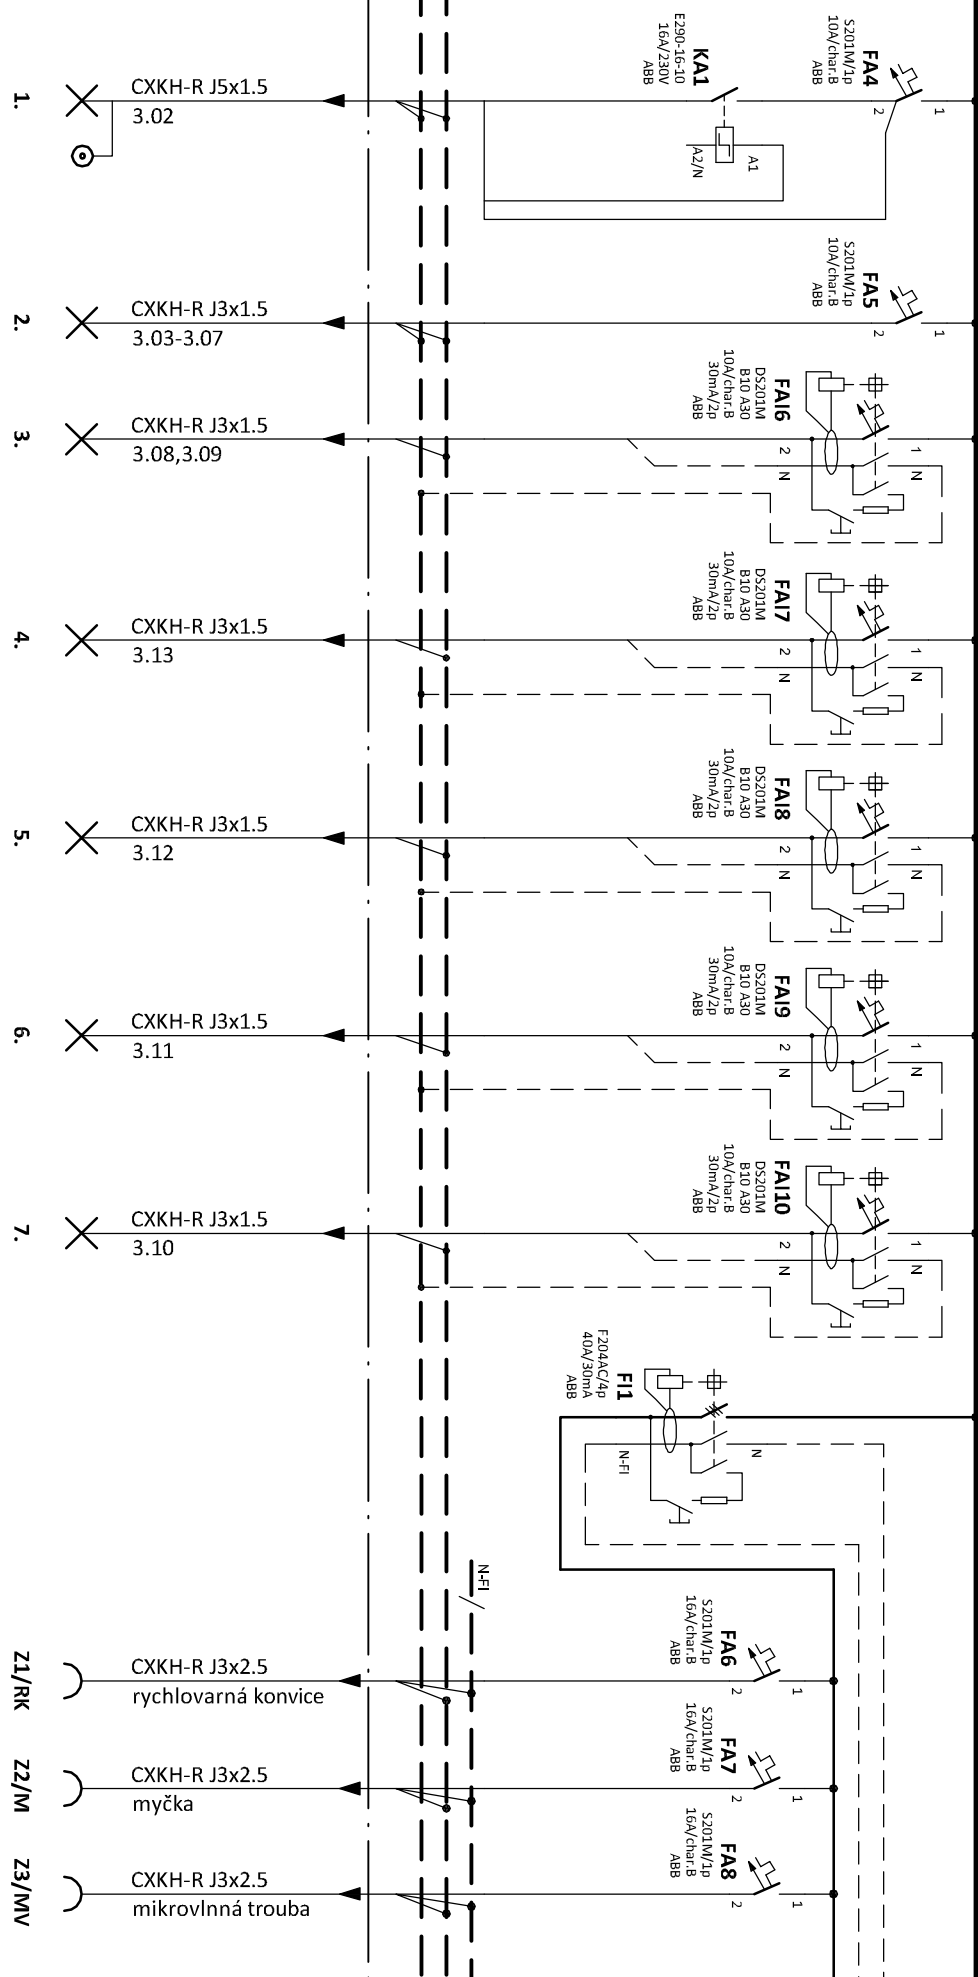 FA4
S201M/1p
10A/char.B
ABB
1
2
KA1
E290-16-10
16A/230V
ABB
A1
A2/N
CXKH-R J5x1.5
3.02
1.
FA5
S201M/1p
10A/char.B
ABB
1
2
CXKH-R J3x1.5
3.03-3.07
2.
FAI6
DS201M
B10 A30
10A/char.B
30mA/2p
ABB
1
N
2
N
CXKH-R J3x1.5
3.08,3.09
3.
FAI7
DS201M
B10 A30
10A/char.B
30mA/2p
ABB
1
N
2
N
CXKH-R J3x1.5
3.13
4.
FAI8
DS201M
B10 A30
10A/char.B
30mA/2p
ABB
1
N
2
N
CXKH-R J3x1.5
3.12
5.
FAI9
DS201M
B10 A30
10A/char.B
30mA/2p
ABB
1
N
2
N
CXKH-R J3x1.5
3.11
6.
FAI10
DS201M
B10 A30
10A/char.B
30mA/2p
ABB
1
N
2
N
CXKH-R J3x1.5
3.10
7.
FI1
F204AC/4p
40A/30mA
ABB
N
N-FI
N-FI
FA6
S201M/1p
16A/char.B
ABB
1
2
CXKH-R J3x2.5
rychlovarná konvice
Z1/RK
FA7
S201M/1p
16A/char.B
ABB
1
2
CXKH-R J3x2.5
myčka
Z2/M
FA8
S201M/1p
16A/char.B
ABB
1
2
CXKH-R J3x2.5
mikrovlnná trouba
Z3/MV